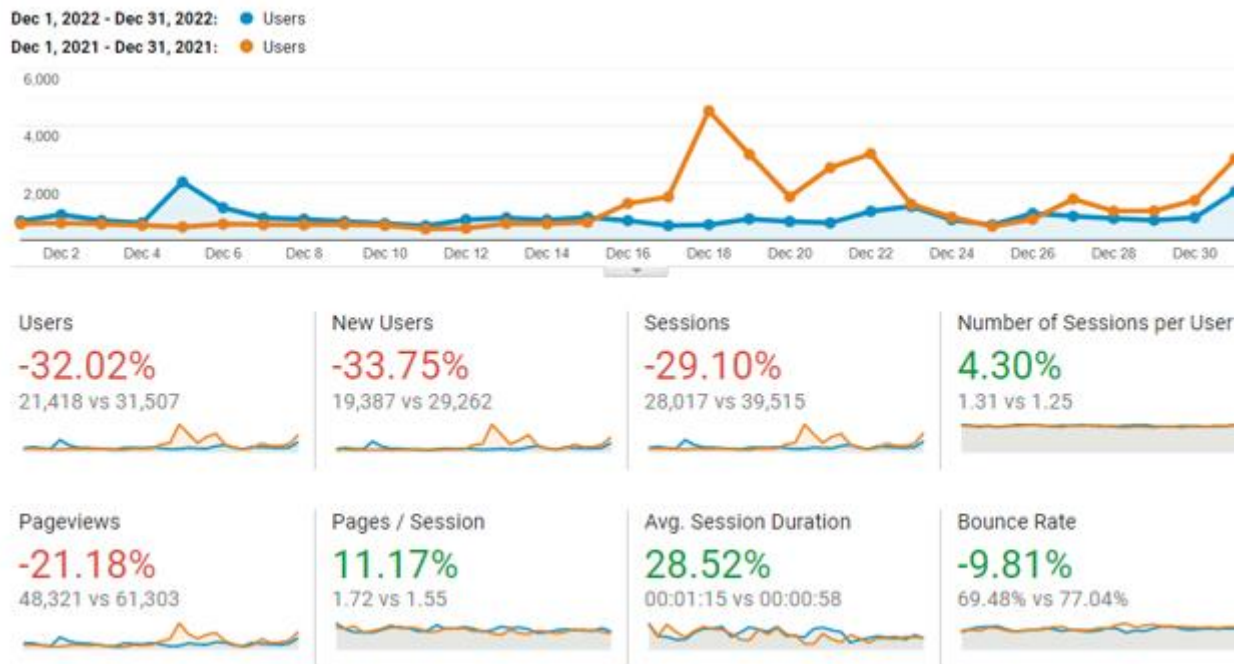 Dec 1, 2022 - Dec 31, 2022: Users
Dec 1, 2021 - Dec 31, 2021: Users
6,000
4,000
2,000
Dec 2 Dec 4 Dec 6 Dec 8 Dec 10 Dec 12 Dec 14 Dec 16 Dec 18 Dec 20 Dec 22 Dec 24 Dec 26 Dec 28 Dec 30
Users New Users Sessions Number of Sessions per User
-32.02% -33.75% -29.10% 4.30%
21,418 vs 31,507 19,387 vs 29,262 28,017 vs 39,515 1.31 vs 1.25
Pageviews Pages / Session Avg. Session Duration Bounce Rate
-21.18% 11.17% 28.52% -9.81%
48,321 vs 61,303 1.72 vs 1.55 00:01:15 vs 00:00:58 69.48% vs 77.04%